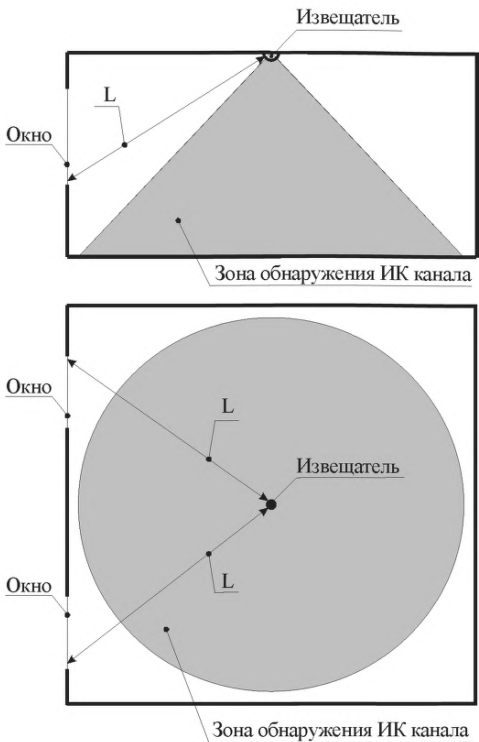 Извещатель
L
Окно
Зона обнаружения ИК канала
Окно
L
Извещатель
L
Окно
Зона обнаружения ИК канала